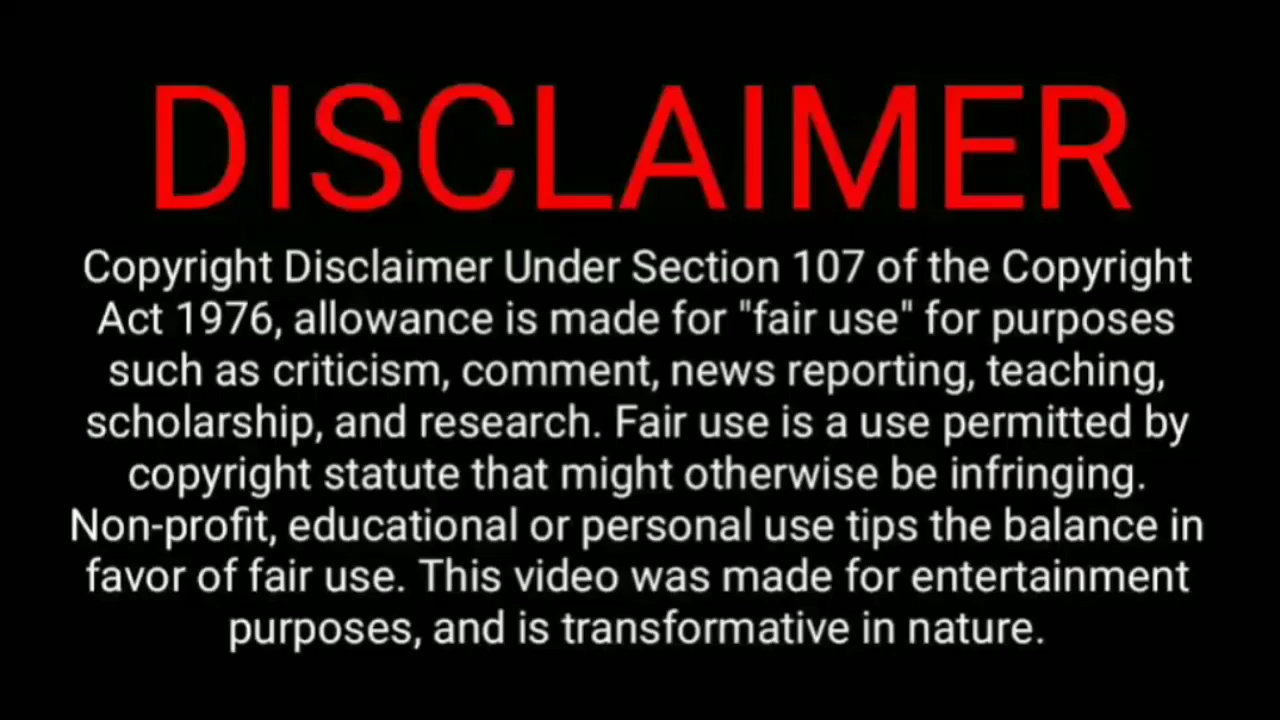 DISCLAIMER
Copyright Disclaimer Under Section 107 of the Copyright
Act 1976, allowance is made for "fair use" for purposes
such as criticism, comment, news reporting, teaching,
scholarship, and research. Fair use is a use permitted by
copyright statute that might otherwise be infringing.
Non-profit, educational or personal use tips the balance in
favor of fair use. This video was made for entertainment
purposes, and is transformative in nature.